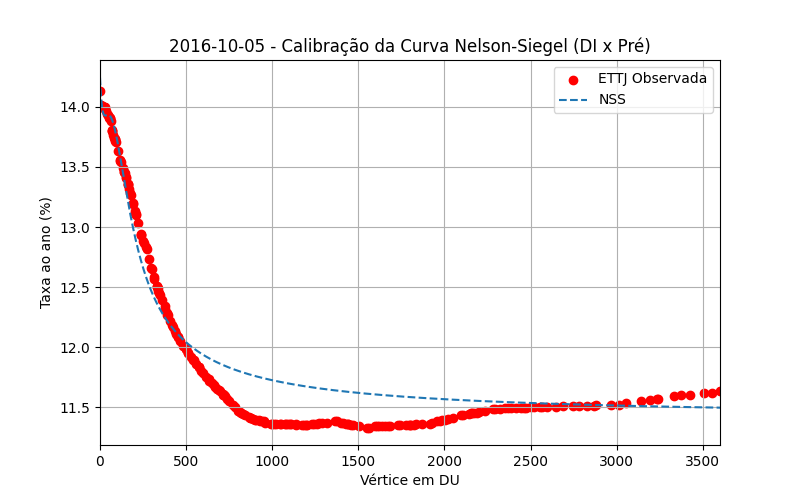 2016-10-05 - Calibração da Curva Nelson-Siegel (DI x Pré)
ETTJ Observada
NSS
Taxa ao ano (%)
14.0
13.5
13.0
12.5
12.0
11.5
0 500 1000 1500 2000 2500 3000 3500
Vértice em DU